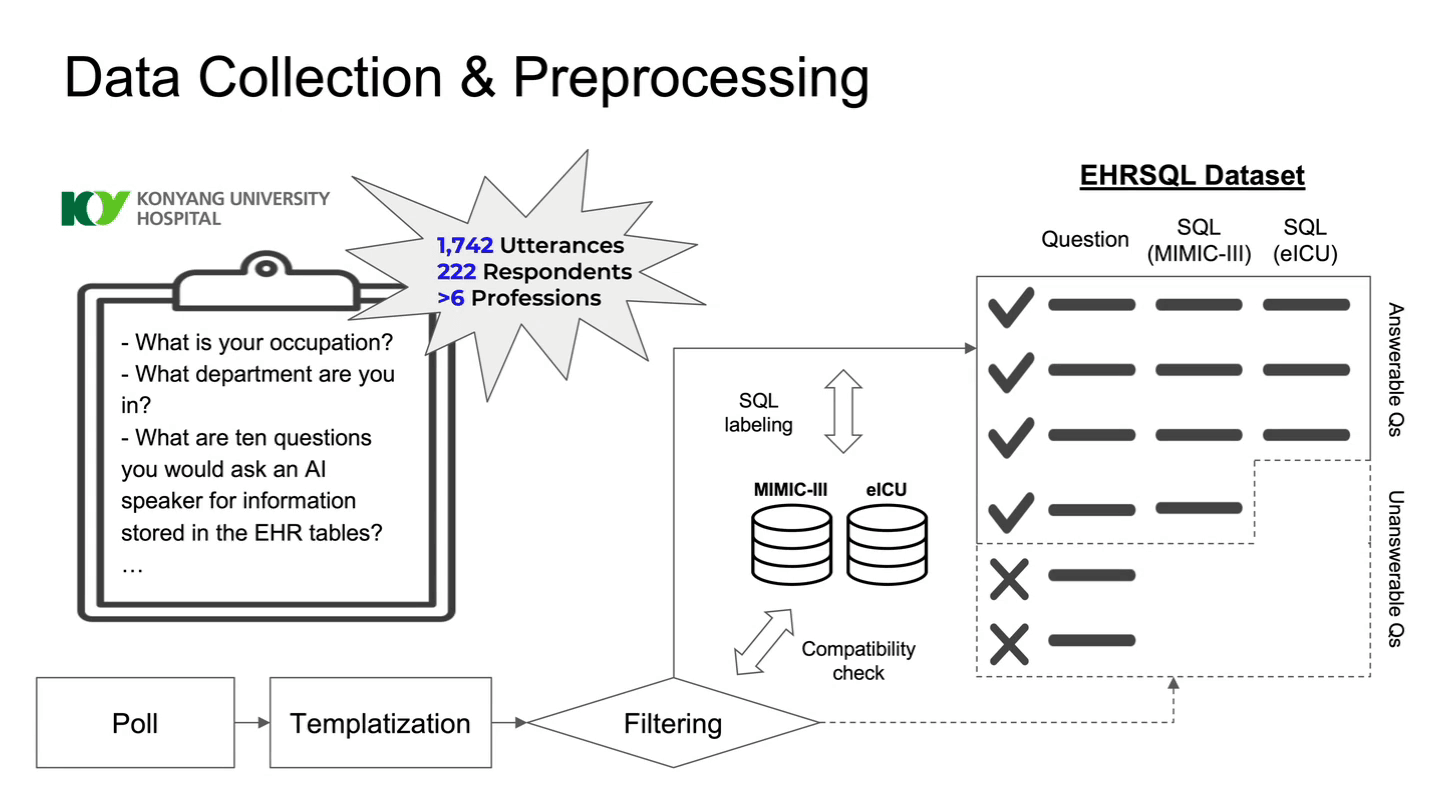 Data Collection & Preprocessing
KONYANG UNIVERSITY
HOSPITAL
1,742 Utterances
222 Respondents
>6 Professions
- What is your occupation?
- What department are you
in?
- What are ten questions
you would ask an AI
speaker for information
stored in the EHR tables?
…
Poll
Templatization
Filtering
SQL
labeling
MIMIC-III
eICU
Compatibility
check
EHRSQL Dataset
Question
SQL
(MIMIC-III)
SQL
(eICU)
Answerable Qs
Unanswerable Qs